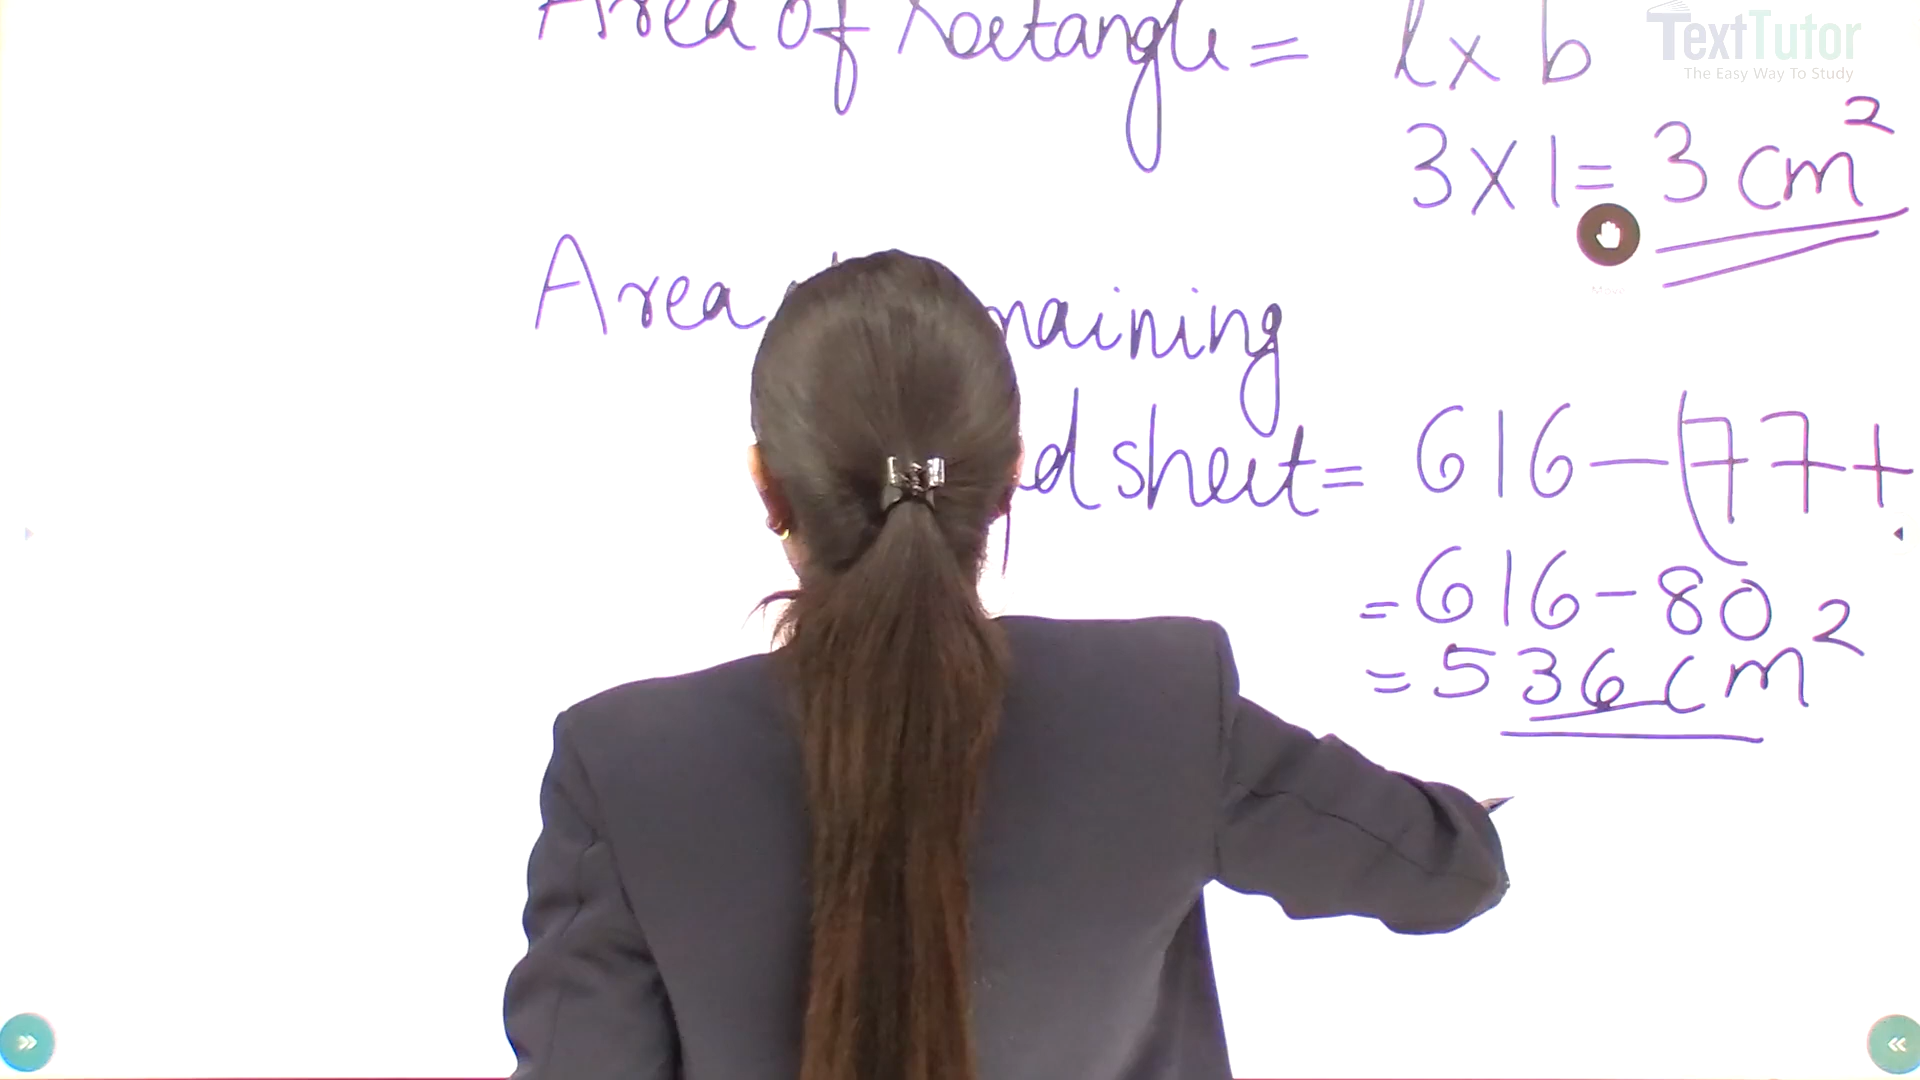 Area of Rectangle = l x b
TextTutor
The Easy Way To Study
3 X 1 = 3 cm²
Area
maining
d sheet = 616 - (77 +
= 616 - 80
= 536 cm²